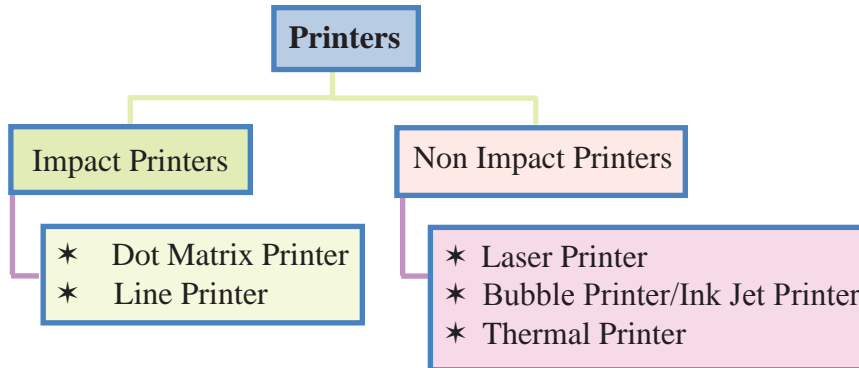 Printers
Impact Printers
Non Impact Printers
✶ Dot Matrix Printer
✶ Line Printer
✶ Laser Printer
✶ Bubble Printer/Ink Jet Printer
✶ Thermal Printer